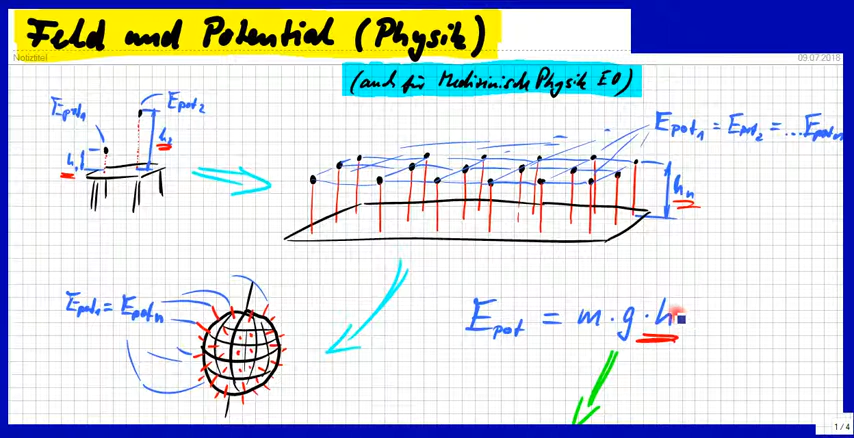 Feld und Potential (Physik)
Notiztitel
09.07.2018
(auch für Medizinische Physik EO)
Epot1
Epot2
h1
h2
Epot1 = Epot2 = ... Epotn
hn
Epot1 = Epotn
Epot = m · g · h
1 / 4